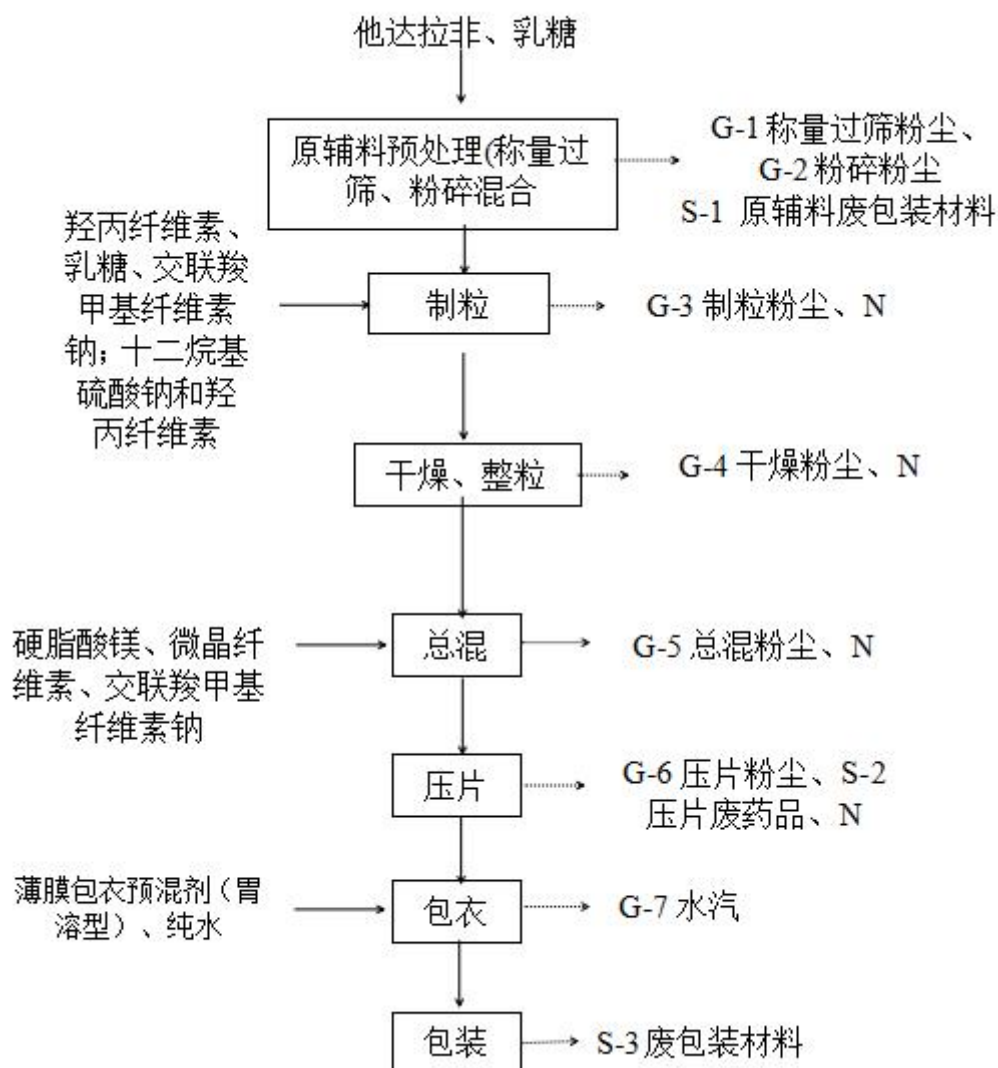 他达拉非、乳糖
原辅料预处理(称量过
筛、粉碎混合
G-1 称量过筛粉尘、
G-2 粉碎粉尘
S-1 原辅料废包装材料
羟丙纤维素、
乳糖、交联羧
甲基纤维素
钠；十二烷基
硫酸钠和羟
丙纤维素
制粒
G-3 制粒粉尘、N
干燥、整粒
G-4 干燥粉尘、N
硬脂酸镁、微晶纤
维素、交联羧甲基
纤维素钠
总混
G-5 总混粉尘、N
压片
G-6 压片粉尘、S-2
压片废药品、N
薄膜包衣预混剂（胃
溶型）、纯水
包衣
G-7 水汽
包装
S-3 废包装材料